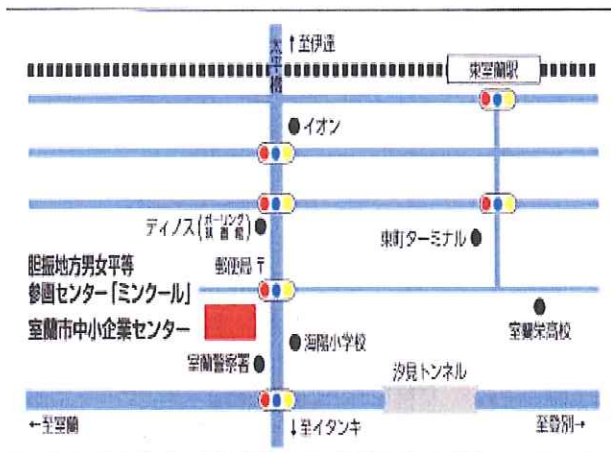 ↑至伊達
太平橋
東室蘭駅
●イオン
ディノス(ボーリング 映画館)●
東町ターミナル●
胆振地方男女平等
参画センター「ミンクール」
郵便局〒
室蘭市中小企業センター
室蘭栄高校
●海陽小学校
室蘭警察署●
汐見トンネル
←至室蘭
↓至イタンキ
至登別→